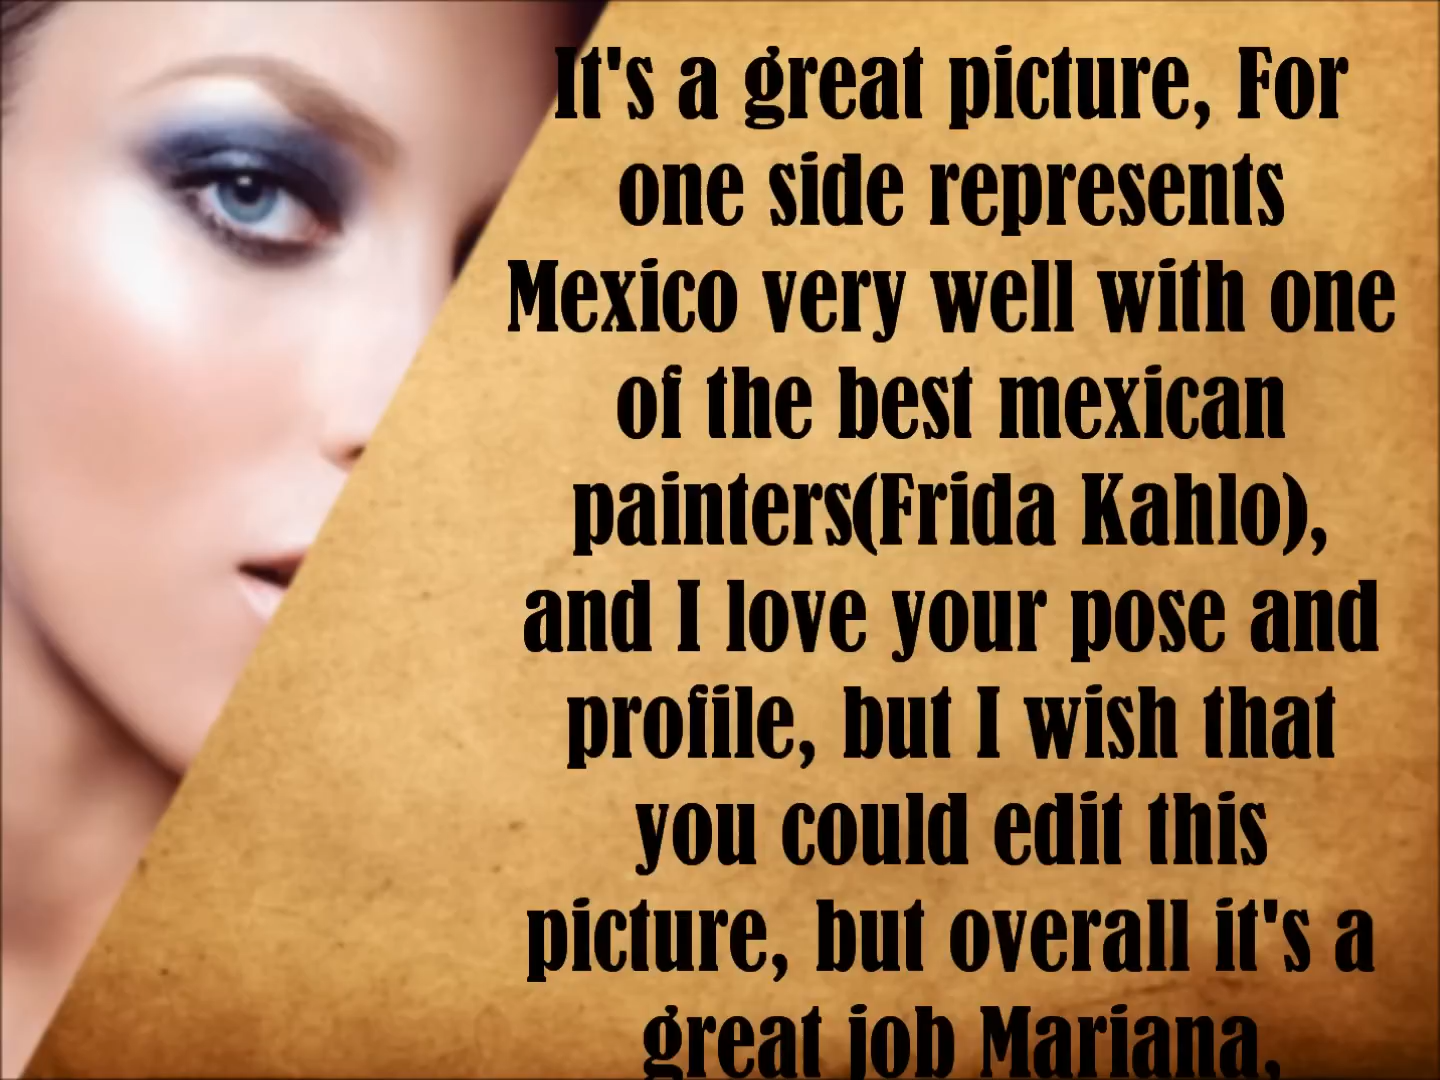 It's a great picture, For
one side represents
Mexico very well with one
of the best mexican
painters(Frida Kahlo),
and I love your pose and
profile, but I wish that
you could edit this
picture, but overall it's a
great job Mariana,